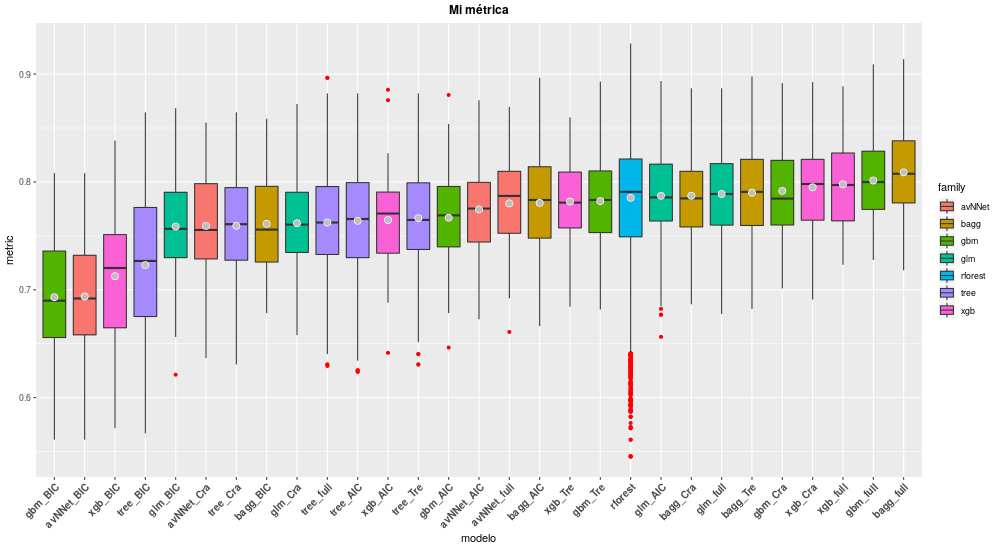 Mi métrica
metric
0.9
0.8
0.7
0.6
gbm_BIC
avNNet_BIC
xgb_BIC
tree_BIC
glm_BIC
avNNet_Cra
tree_Cra
bagg_BIC
glm_Cra
tree_full
tree_AIC
xgb_AIC
tree_Tre
gbm_AIC
avNNet_AIC
avNNet_full
bagg_AIC
xgb_Tre
gbm_Tre
rforest
glm_AIC
bagg_Cra
glm_full
bagg_Tre
gbm_Cra
xgb_Cra
xgb_full
gbm_full
bagg_full
modelo
family
avNNet
bagg
gbm
glm
rforest
tree
xgb